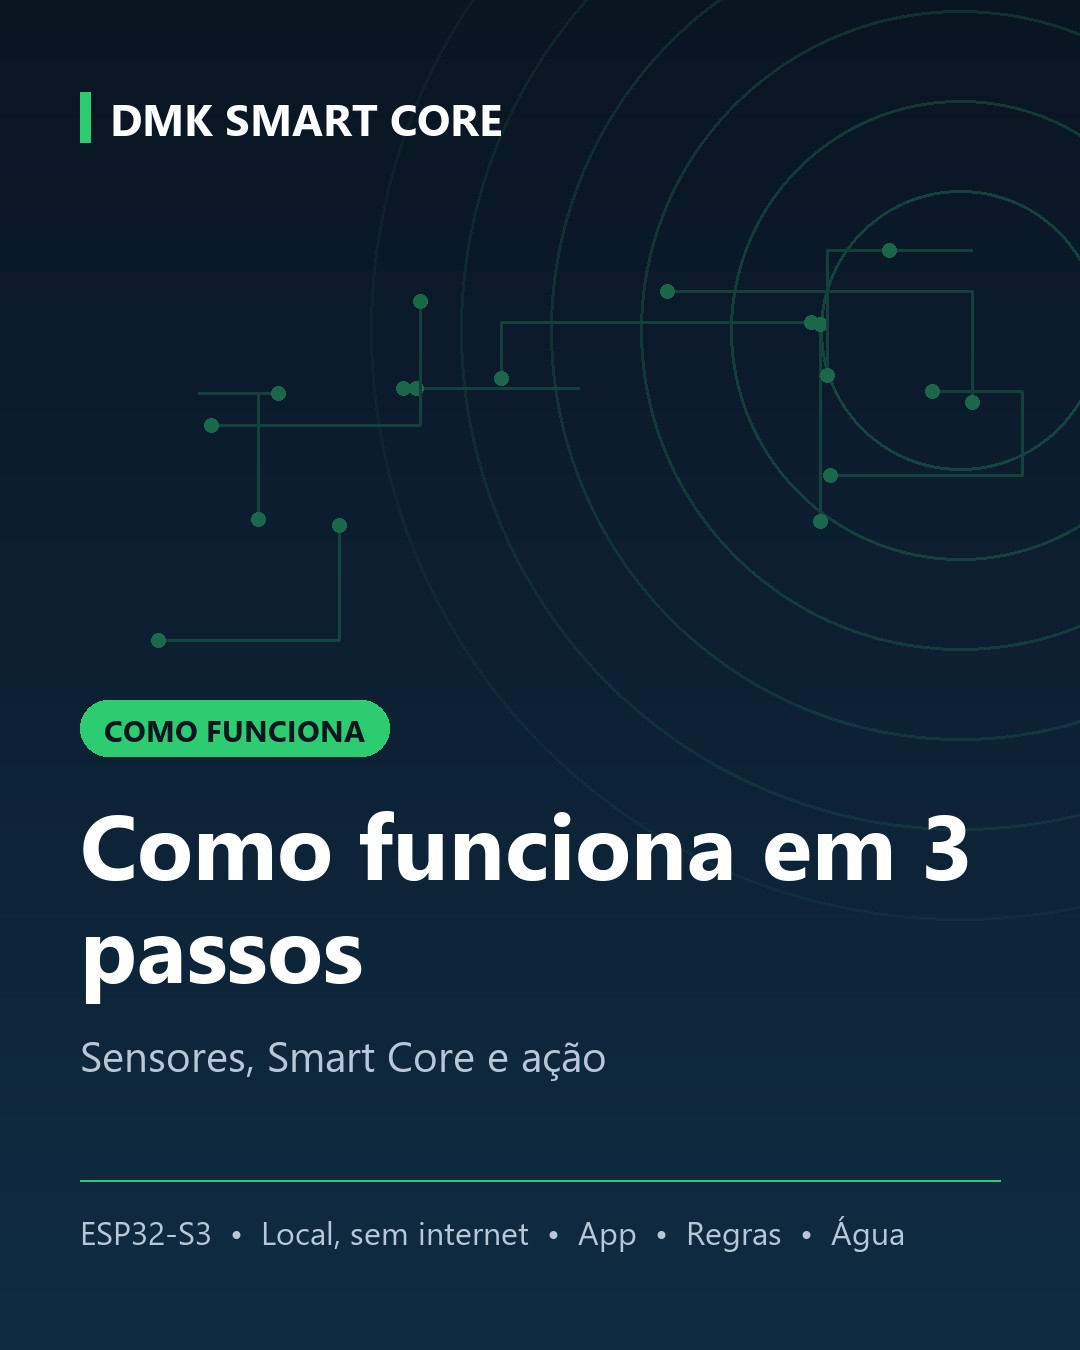 DMK SMART CORE
COMO FUNCIONA
Como funciona em 3
passos
Sensores, Smart Core e ação
ESP32-S3 • Local, sem internet • App • Regras • Água